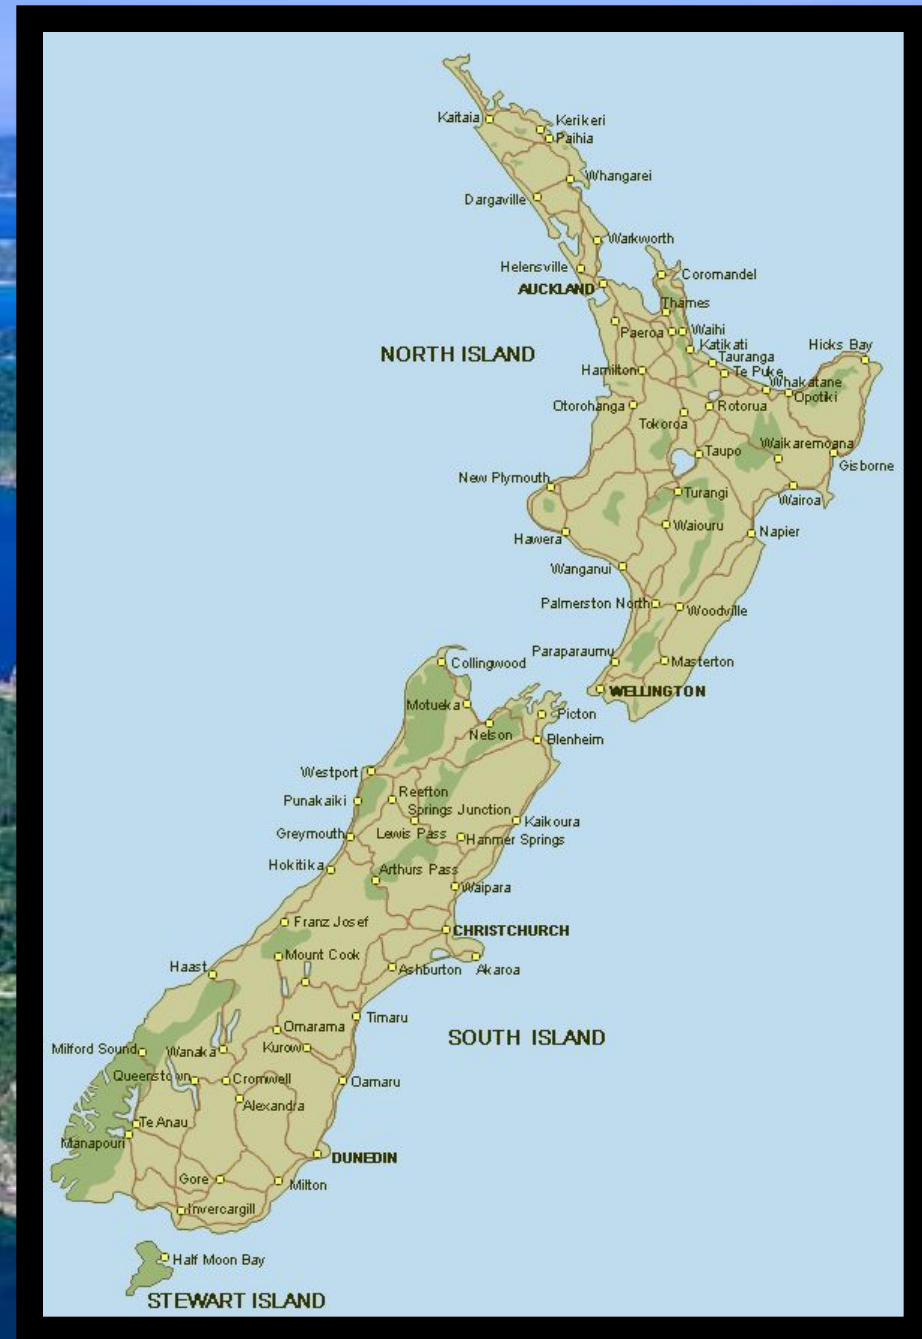 Kaitaia
Kerikeri
Paihia
Whangarei
Dargaville
Warkworth
Helensville
Coromandel
AUCKLAND
Thames
Paeroa
Waihi
Katikati
NORTH ISLAND
Hicks Bay
Tauranga
Hamilton
Te Puke
Whakatane
Opotiki
Otorohanga
Rotorua
Tokoroa
Waikaremoana
Taupo
Gisborne
New Plymouth
Turangi
Wairoa
Waiouru
Napier
Hawera
Wanganui
Palmerston North
Woodville
Paraparaumu
Masterton
Collingwood
WELLINGTON
Motueka
Picton
Nelson
Blenheim
Westport
Reefton
Punakaiki
Springs Junction
Kaikoura
Greymouth
Lewis Pass
Hanmer Springs
Hokitika
Arthurs Pass
Waipara
Franz Josef
CHRISTCHURCH
Mount Cook
Haast
Ashburton
Akaroa
Timaru
Omarama
SOUTH ISLAND
Milford Sound
Wanaka
Kurow
Queenstown
Cromwell
Oamaru
Alexandra
Te Anau
Manapouri
DUNEDIN
Gore
Milton
Invercargill
Half Moon Bay
STEWART ISLAND